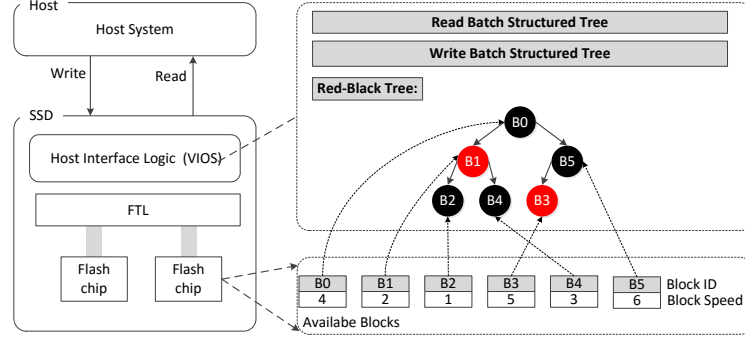 Host
Host System
Write
Read
SSD
Host Interface Logic (VIOS)
FTL
Flash chip
Flash chip
Read Batch Structured Tree
Write Batch Structured Tree
Red-Black Tree:
B0
B1
B5
B2
B4
B3
B0 B1 B2 B3 B4 B5 Block ID
4 2 1 5 3 6 Block Speed
Availabe Blocks